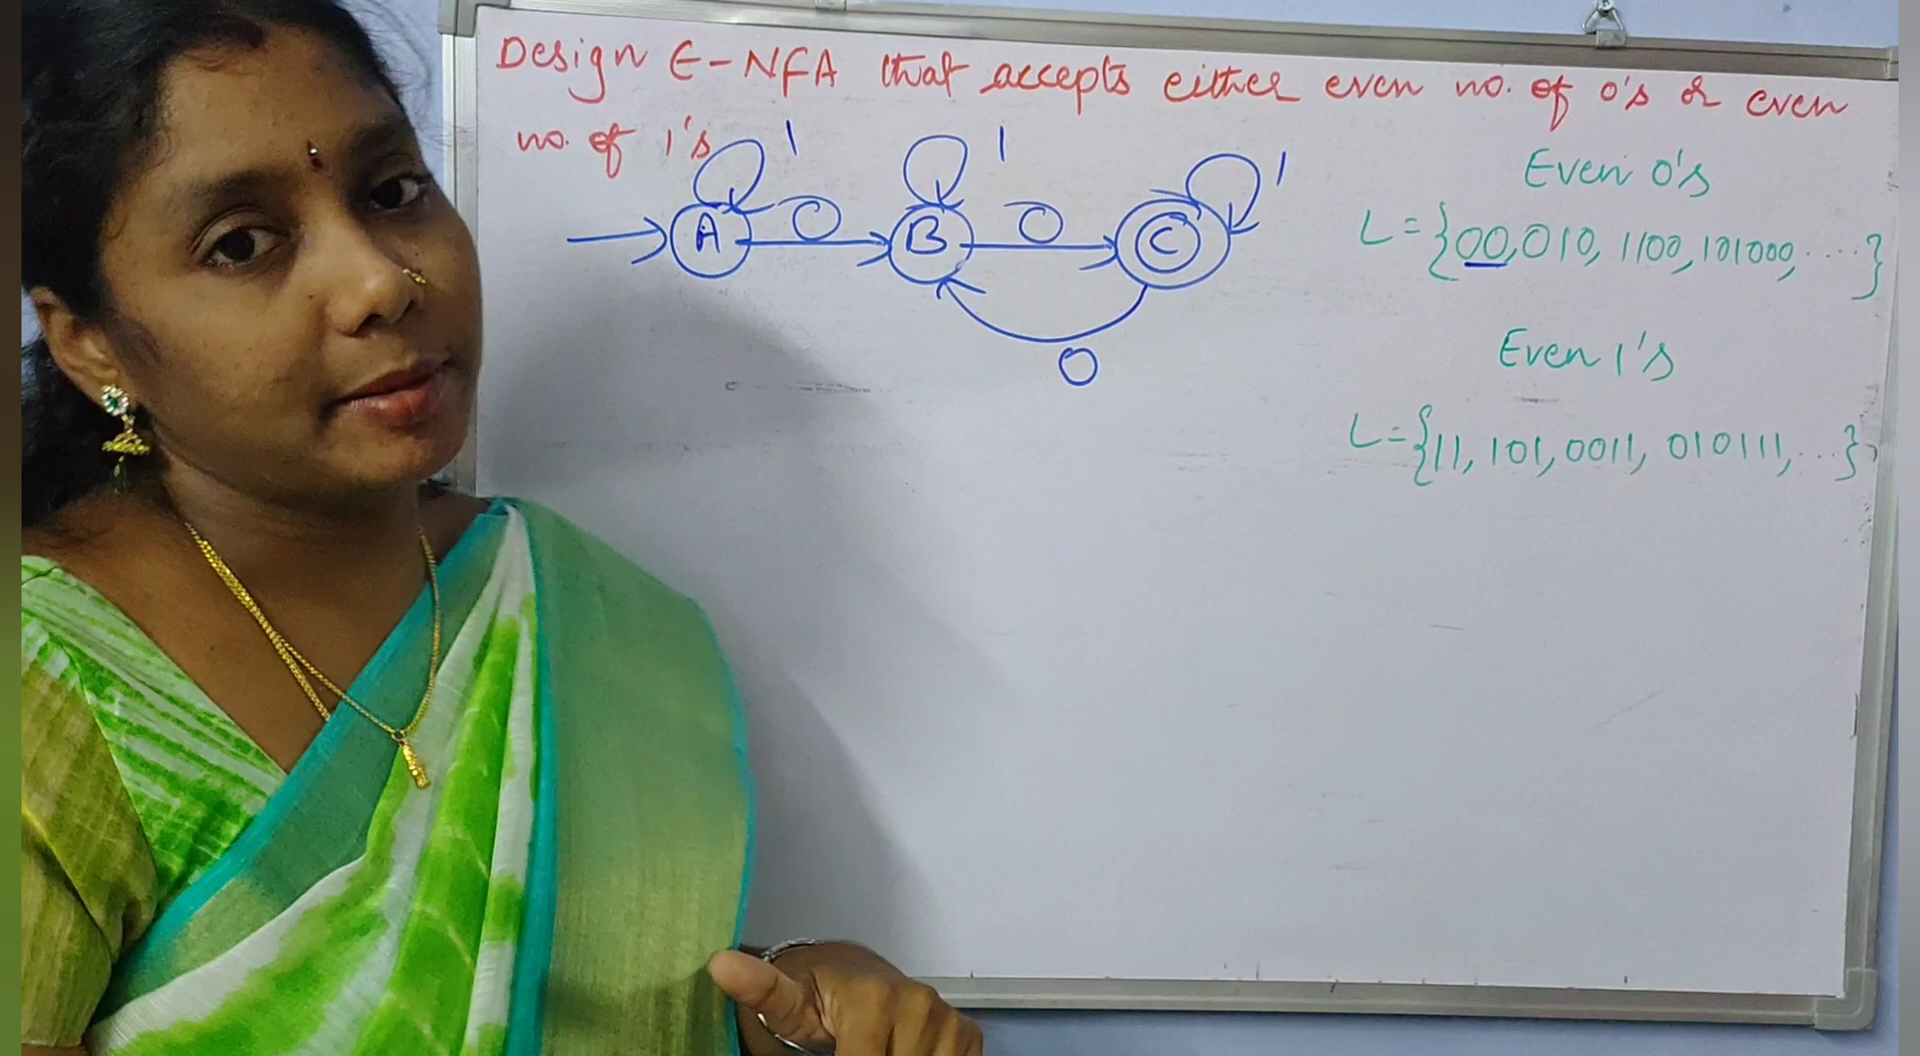 Design ϵ-NFA that accepts either even no. of 0's or even
no. of 1's
1 1 1
A 0 B 0 C
0
Even 0's
L={00,010, 1100,101000,....}
Even 1's
L={11, 101,0011, 010111,...}